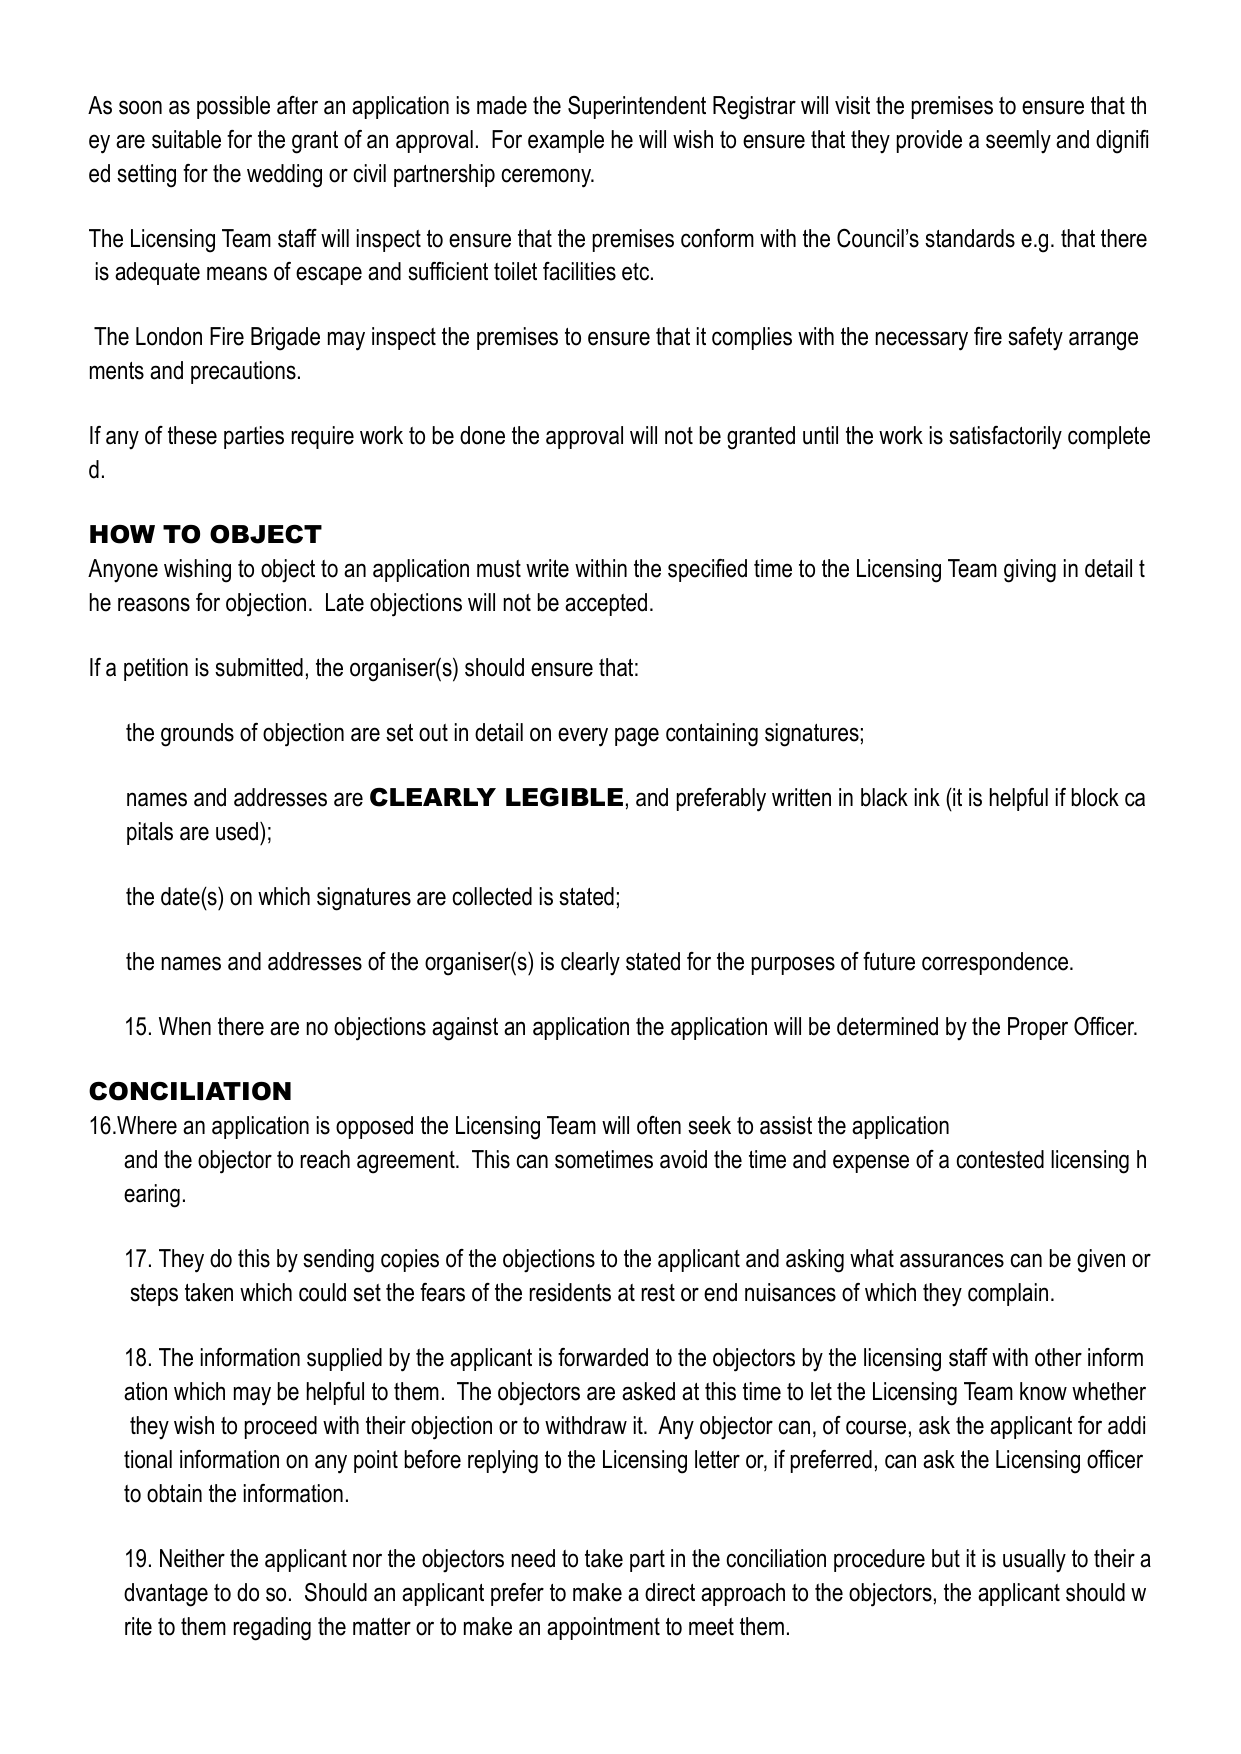 As soon as possible after an application is made the Superintendent Registrar will visit the premises to ensure that th
ey are suitable for the grant of an approval.  For example he will wish to ensure that they provide a seemly and dignifi
ed setting for the wedding or civil partnership ceremony.
The Licensing Team staff will inspect to ensure that the premises conform with the Council’s standards e.g. that there
is adequate means of escape and sufficient toilet facilities etc.
The London Fire Brigade may inspect the premises to ensure that it complies with the necessary fire safety arrange
ments and precautions.
If any of these parties require work to be done the approval will not be granted until the work is satisfactorily complete
d.
HOW TO OBJECT
Anyone wishing to object to an application must write within the specified time to the Licensing Team giving in detail t
he reasons for objection.  Late objections will not be accepted.
If a petition is submitted, the organiser(s) should ensure that:
the grounds of objection are set out in detail on every page containing signatures;
names and addresses are CLEARLY LEGIBLE, and preferably written in black ink (it is helpful if block ca
pitals are used);
the date(s) on which signatures are collected is stated;
the names and addresses of the organiser(s) is clearly stated for the purposes of future correspondence.
15. When there are no objections against an application the application will be determined by the Proper Officer.
CONCILIATION
16.Where an application is opposed the Licensing Team will often seek to assist the application
and the objector to reach agreement.  This can sometimes avoid the time and expense of a contested licensing h
earing.
17. They do this by sending copies of the objections to the applicant and asking what assurances can be given or
steps taken which could set the fears of the residents at rest or end nuisances of which they complain.
18. The information supplied by the applicant is forwarded to the objectors by the licensing staff with other inform
ation which may be helpful to them.  The objectors are asked at this time to let the Licensing Team know whether
they wish to proceed with their objection or to withdraw it.  Any objector can, of course, ask the applicant for addi
tional information on any point before replying to the Licensing letter or, if preferred, can ask the Licensing officer
to obtain the information.
19. Neither the applicant nor the objectors need to take part in the conciliation procedure but it is usually to their a
dvantage to do so.  Should an applicant prefer to make a direct approach to the objectors, the applicant should w
rite to them regading the matter or to make an appointment to meet them.